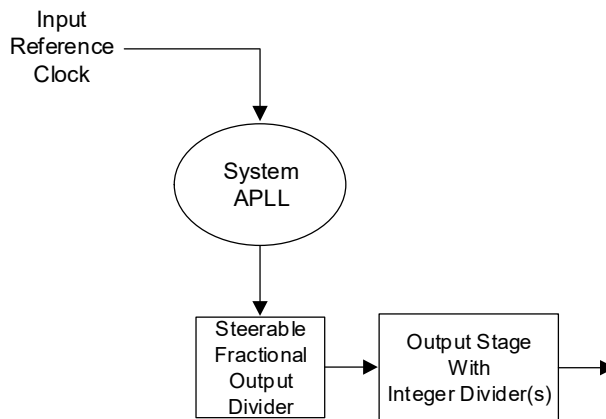 Input
Reference
Clock
System
APLL
Steerable
Fractional
Output
Divider
Output Stage
With
Integer Divider(s)